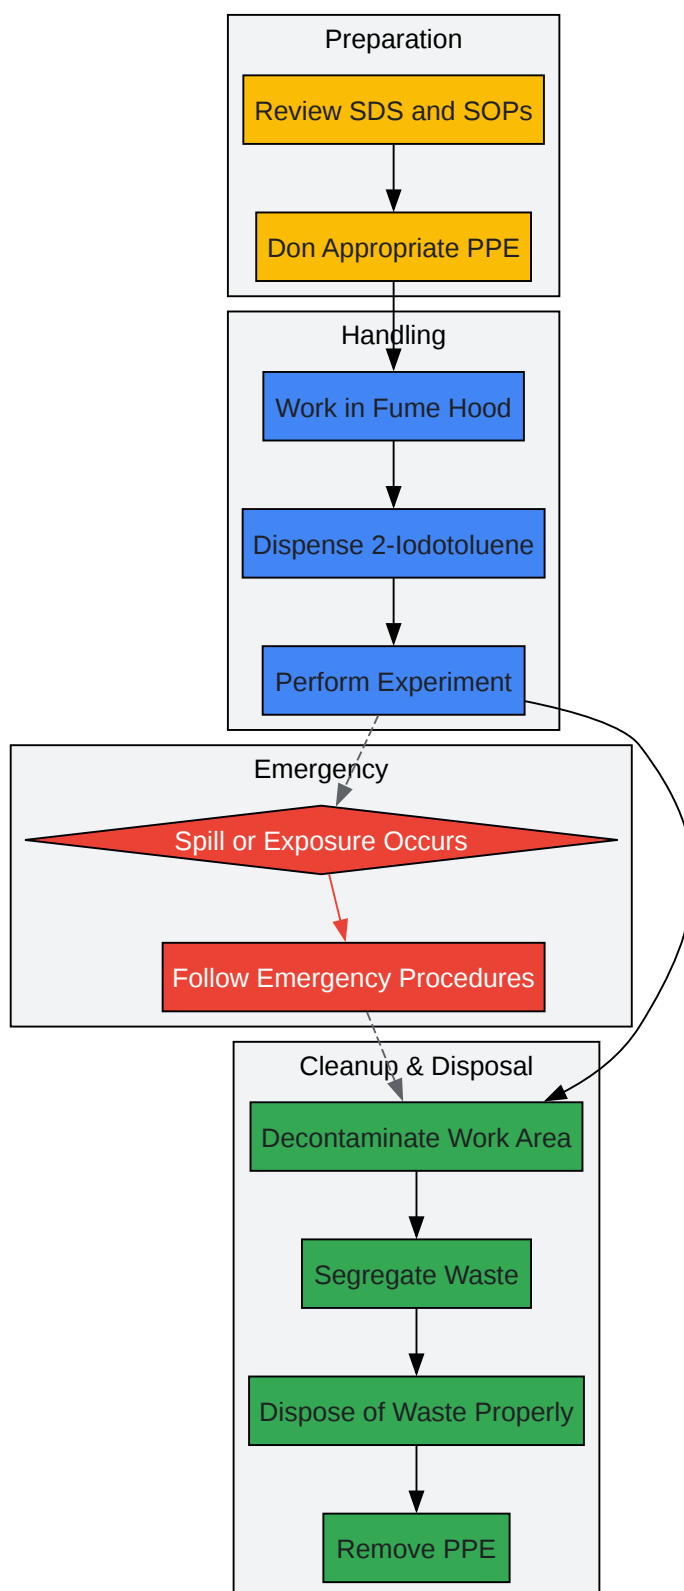 Preparation
Review SDS and SOPs
Don Appropriate PPE
Handling
Work in Fume Hood
Dispense 2-Iodotoluene
Perform Experiment
Emergency
Spill or Exposure Occurs
Follow Emergency Procedures
Cleanup & Disposal
Decontaminate Work Area
Segregate Waste
Dispose of Waste Properly
Remove PPE